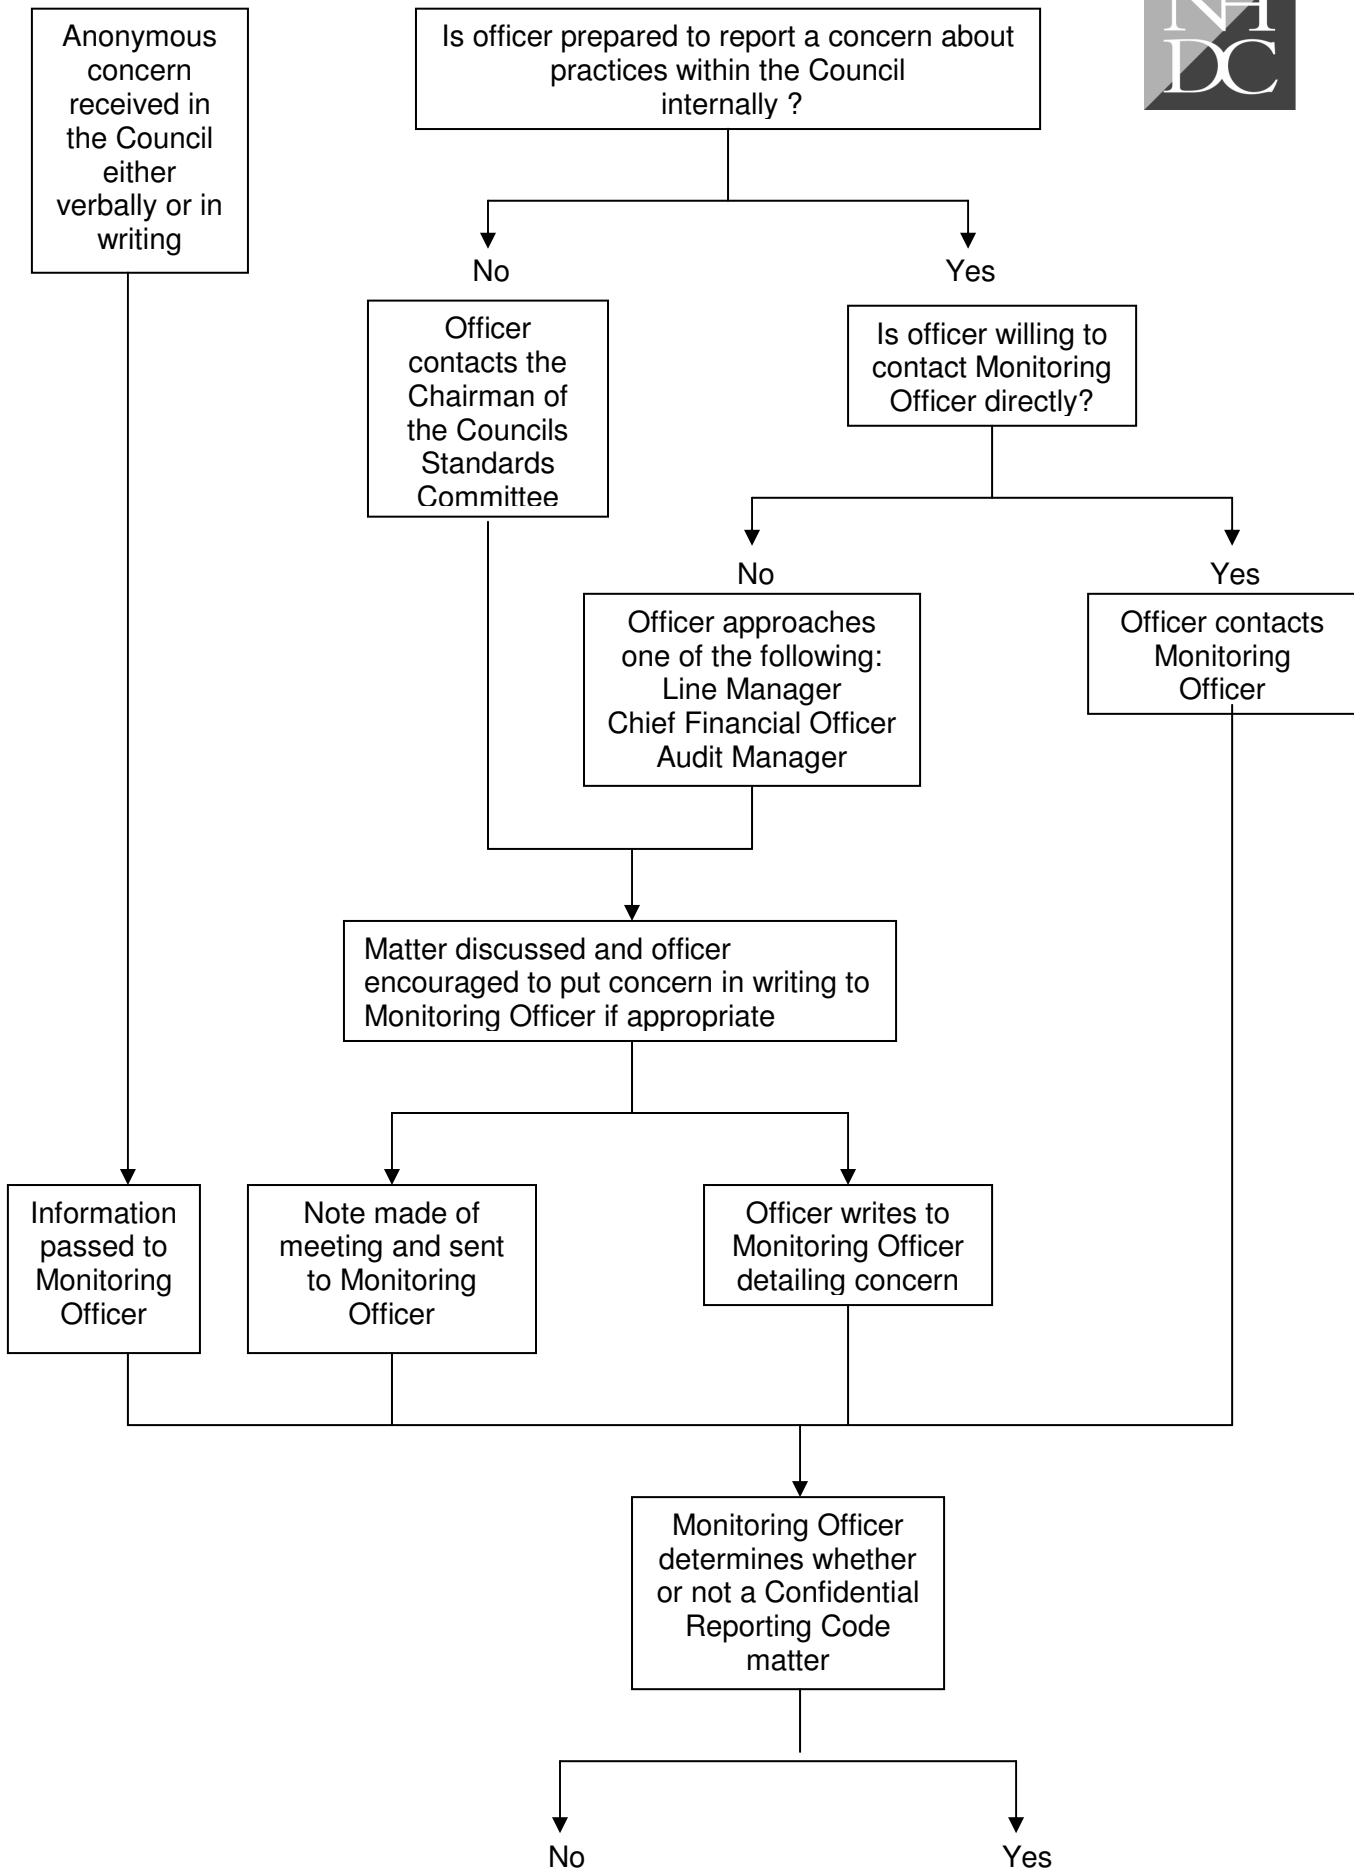 Anonymous
concern
received in
the Council
either
verbally or in
writing
Is officer prepared to report a concern about
practices within the Council
internally ?
NH
DC
No
Yes
Officer
contacts the
Chairman of
the Councils
Standards
Committee
Is officer willing to
contact Monitoring
Officer directly?
No
Yes
Officer approaches
one of the following:
Line Manager
Chief Financial Officer
Audit Manager
Officer contacts
Monitoring
Officer
Matter discussed and officer
encouraged to put concern in writing to
Monitoring Officer if appropriate
Information
passed to
Monitoring
Officer
Note made of
meeting and sent
to Monitoring
Officer
Officer writes to
Monitoring Officer
detailing concern
Monitoring Officer
determines whether
or not a Confidential
Reporting Code
matter
No
Yes